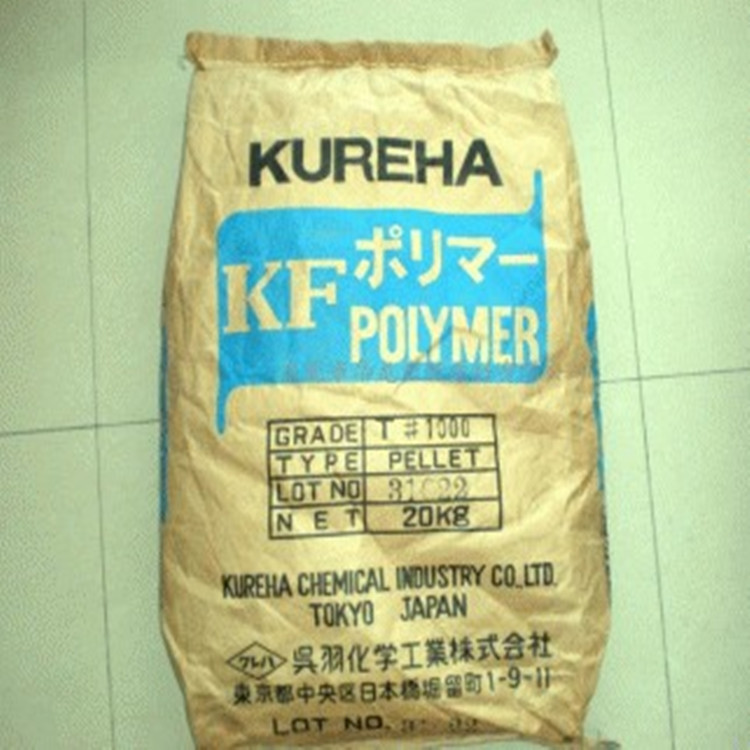 KUREHA
KF ポリマー
POLYMER
GRADE T #1000
TYPE PELLET
LOT NO
NET 20Kg
KUREHA CHEMICAL INDUSTRY CO.,LTD.
TOKYO JAPAN
クレハ 呉羽化学工業株式会社
東京都中央区日本橋堀留町1-9-11
LOT NO.